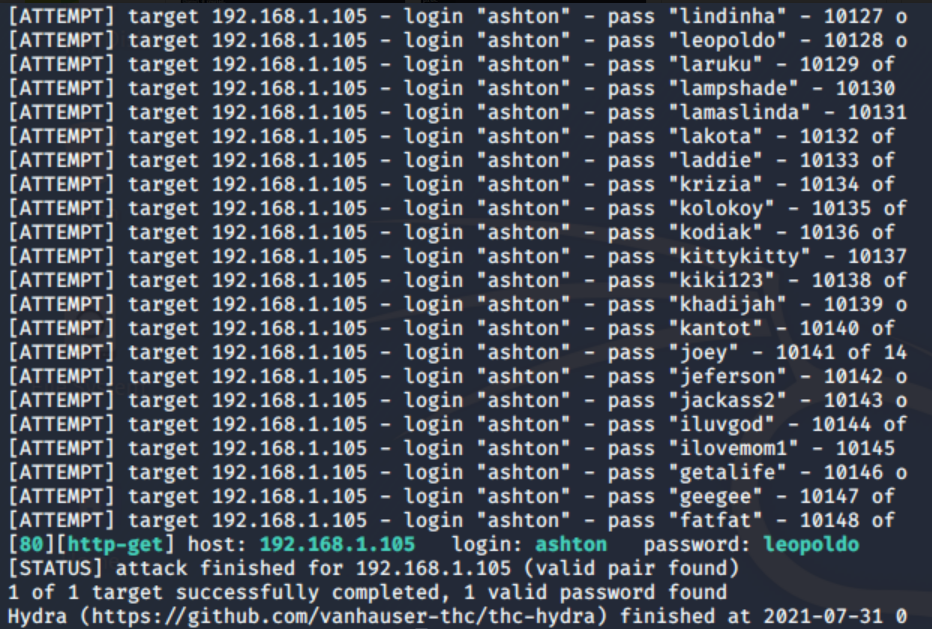 [ATTEMPT] target 192.168.1.105 - login "ashton" - pass "lindinha" - 10127 o
[ATTEMPT] target 192.168.1.105 - login "ashton" - pass "leopoldo" - 10128 o
[ATTEMPT] target 192.168.1.105 - login "ashton" - pass "laruku" - 10129 of
[ATTEMPT] target 192.168.1.105 - login "ashton" - pass "lampshade" - 10130
[ATTEMPT] target 192.168.1.105 - login "ashton" - pass "lamaslinda" - 10131
[ATTEMPT] target 192.168.1.105 - login "ashton" - pass "lakota" - 10132 of
[ATTEMPT] target 192.168.1.105 - login "ashton" - pass "laddie" - 10133 of
[ATTEMPT] target 192.168.1.105 - login "ashton" - pass "krizia" - 10134 of
[ATTEMPT] target 192.168.1.105 - login "ashton" - pass "kolokoy" - 10135 of
[ATTEMPT] target 192.168.1.105 - login "ashton" - pass "kodiak" - 10136 of
[ATTEMPT] target 192.168.1.105 - login "ashton" - pass "kittykitty" - 10137
[ATTEMPT] target 192.168.1.105 - login "ashton" - pass "kiki123" - 10138 of
[ATTEMPT] target 192.168.1.105 - login "ashton" - pass "khadijah" - 10139 o
[ATTEMPT] target 192.168.1.105 - login "ashton" - pass "kantot" - 10140 of
[ATTEMPT] target 192.168.1.105 - login "ashton" - pass "joey" - 10141 of 14
[ATTEMPT] target 192.168.1.105 - login "ashton" - pass "jeferson" - 10142 o
[ATTEMPT] target 192.168.1.105 - login "ashton" - pass "jackass2" - 10143 o
[ATTEMPT] target 192.168.1.105 - login "ashton" - pass "iluvgod" - 10144 of
[ATTEMPT] target 192.168.1.105 - login "ashton" - pass "ilovemom1" - 10145
[ATTEMPT] target 192.168.1.105 - login "ashton" - pass "getalife" - 10146 o
[ATTEMPT] target 192.168.1.105 - login "ashton" - pass "geegee" - 10147 of
[ATTEMPT] target 192.168.1.105 - login "ashton" - pass "fatfat" - 10148 of
[80][http-get] host: 192.168.1.105   login: ashton   password: leopoldo
[STATUS] attack finished for 192.168.1.105 (valid pair found)
1 of 1 target successfully completed, 1 valid password found
Hydra (https://github.com/vanhauser-thc/thc-hydra) finished at 2021-07-31 0